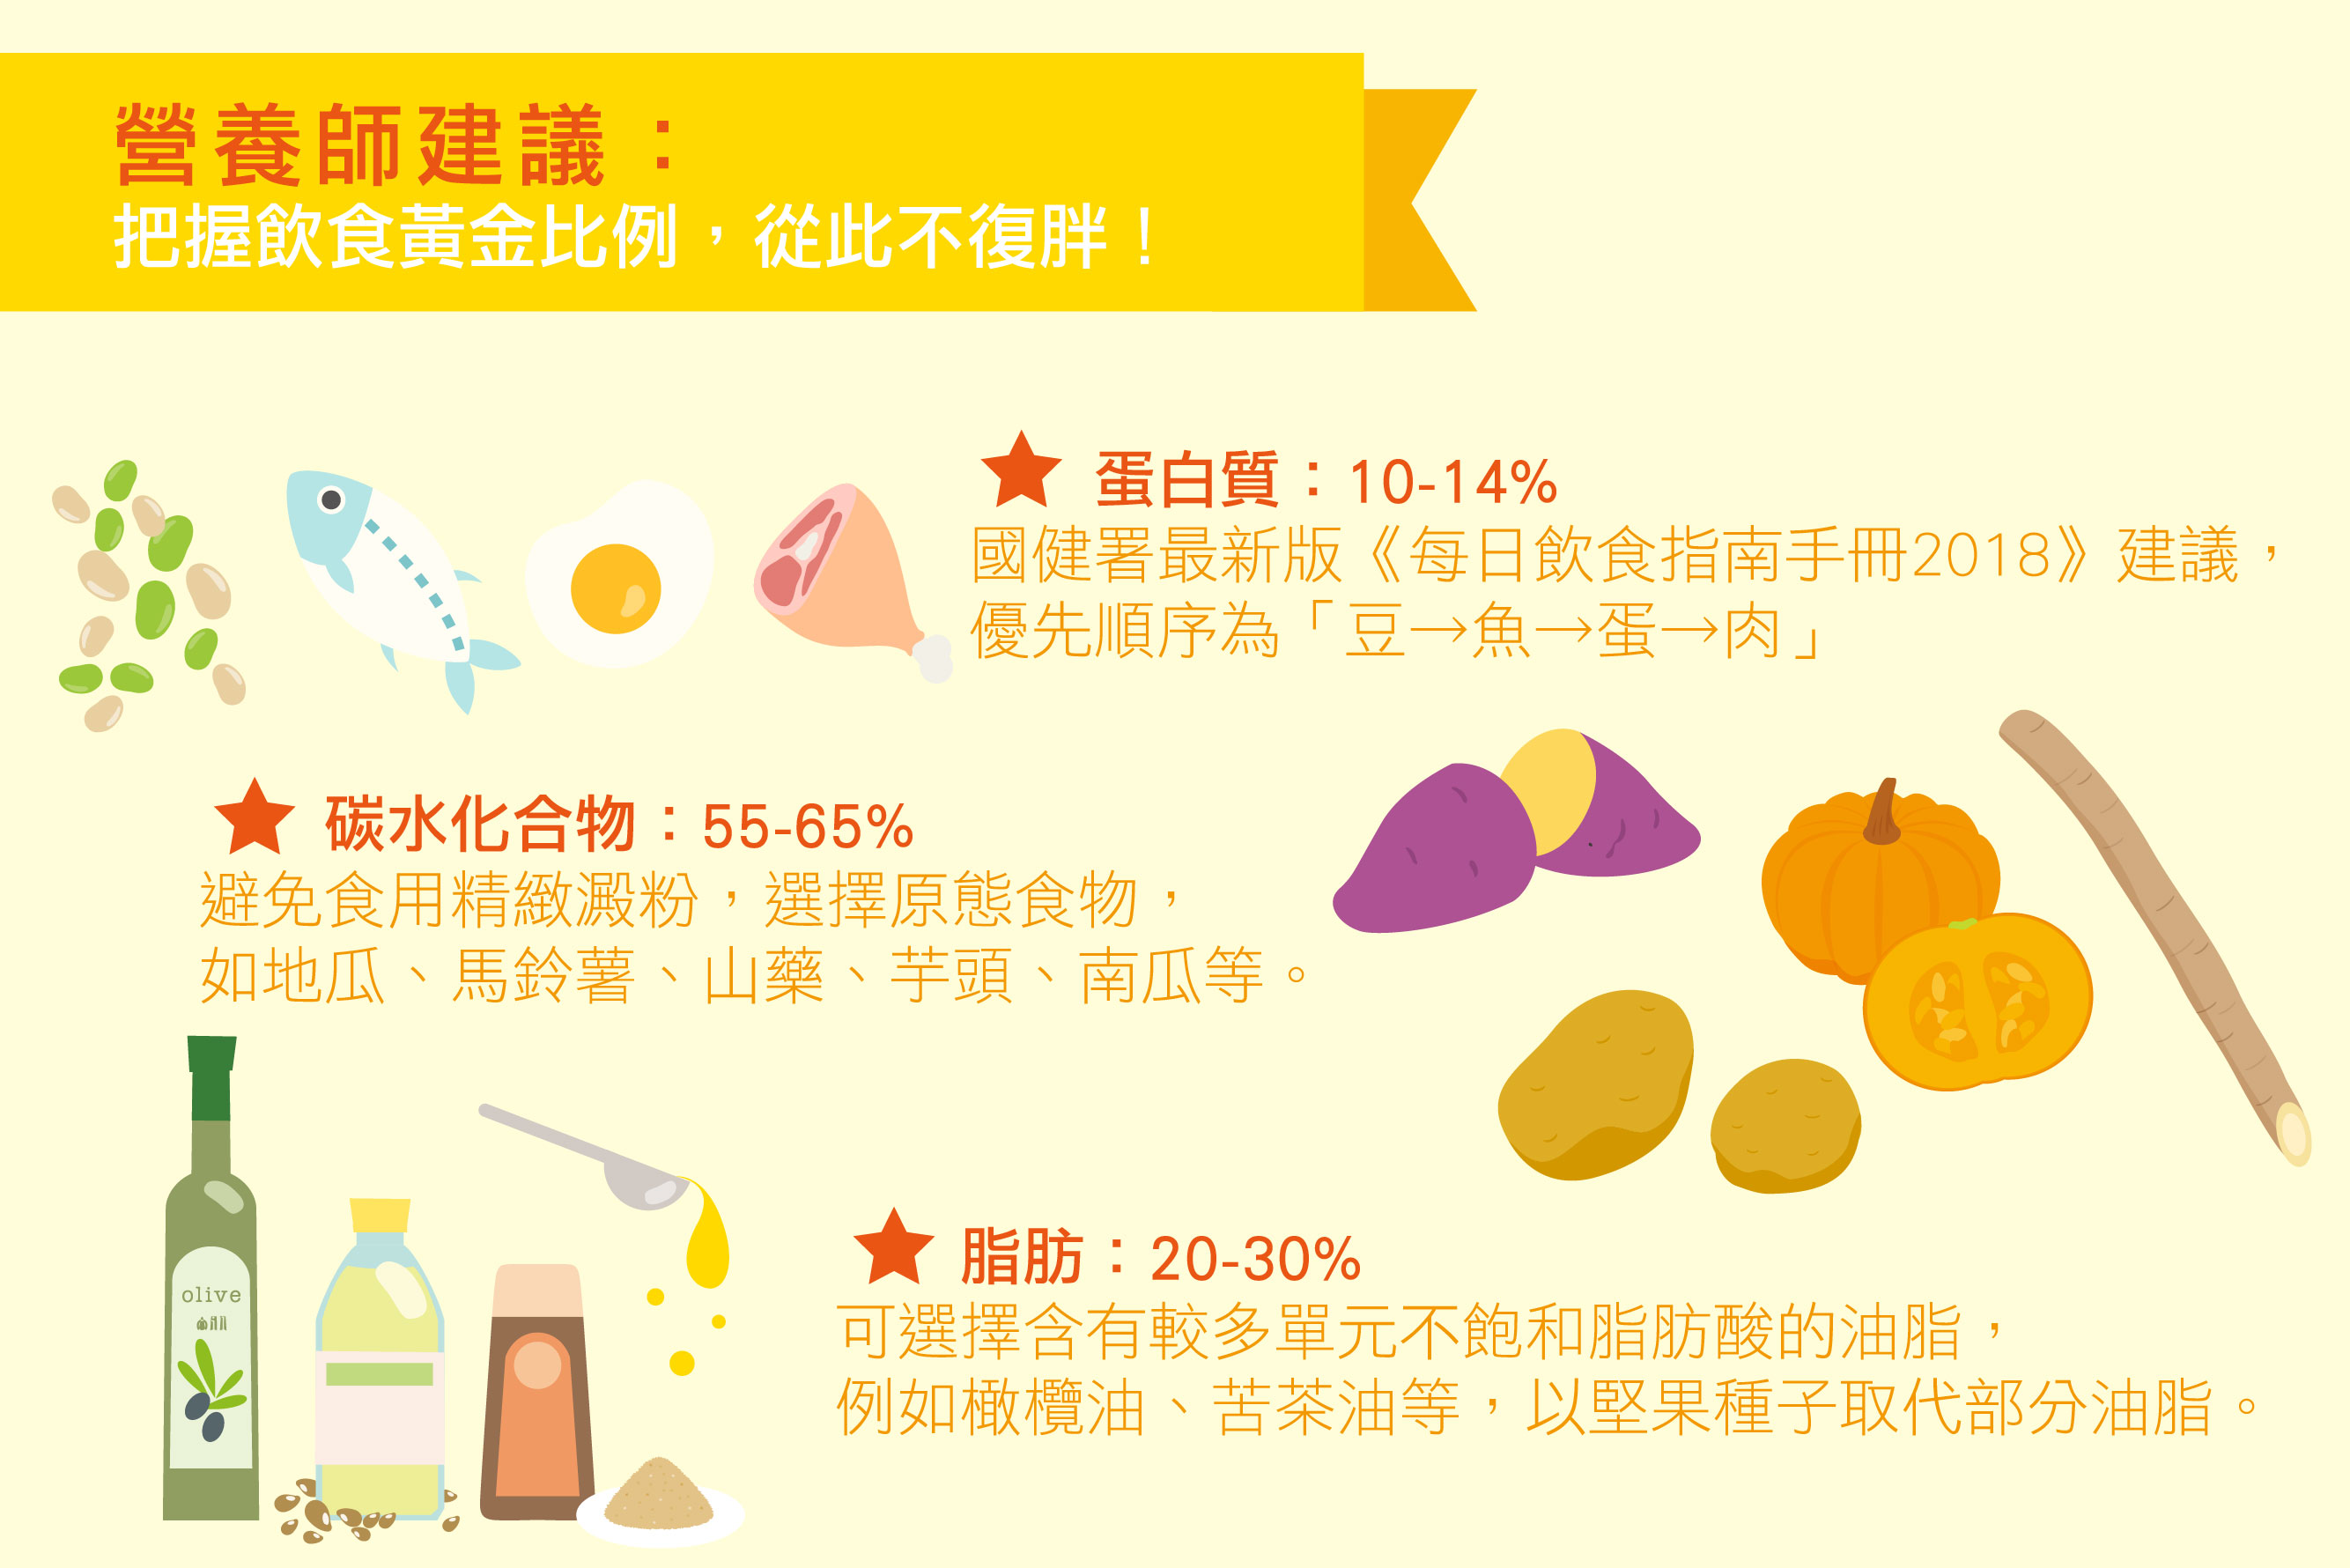 營養師建議：
把握飲食黃金比例，從此不復胖！
蛋白質：10-14%
國健署最新版《每日飲食指南手冊2018》建議，
優先順序為「豆→魚→蛋→肉」
碳水化合物：55-65%
避免食用精緻澱粉，選擇原態食物，
如地瓜、馬鈴薯、山藥、芋頭、南瓜等。
olive
脂肪：20-30%
可選擇含有較多單元不飽和脂肪酸的油脂，
例如橄欖油、苦茶油等，以堅果種子取代部分油脂。